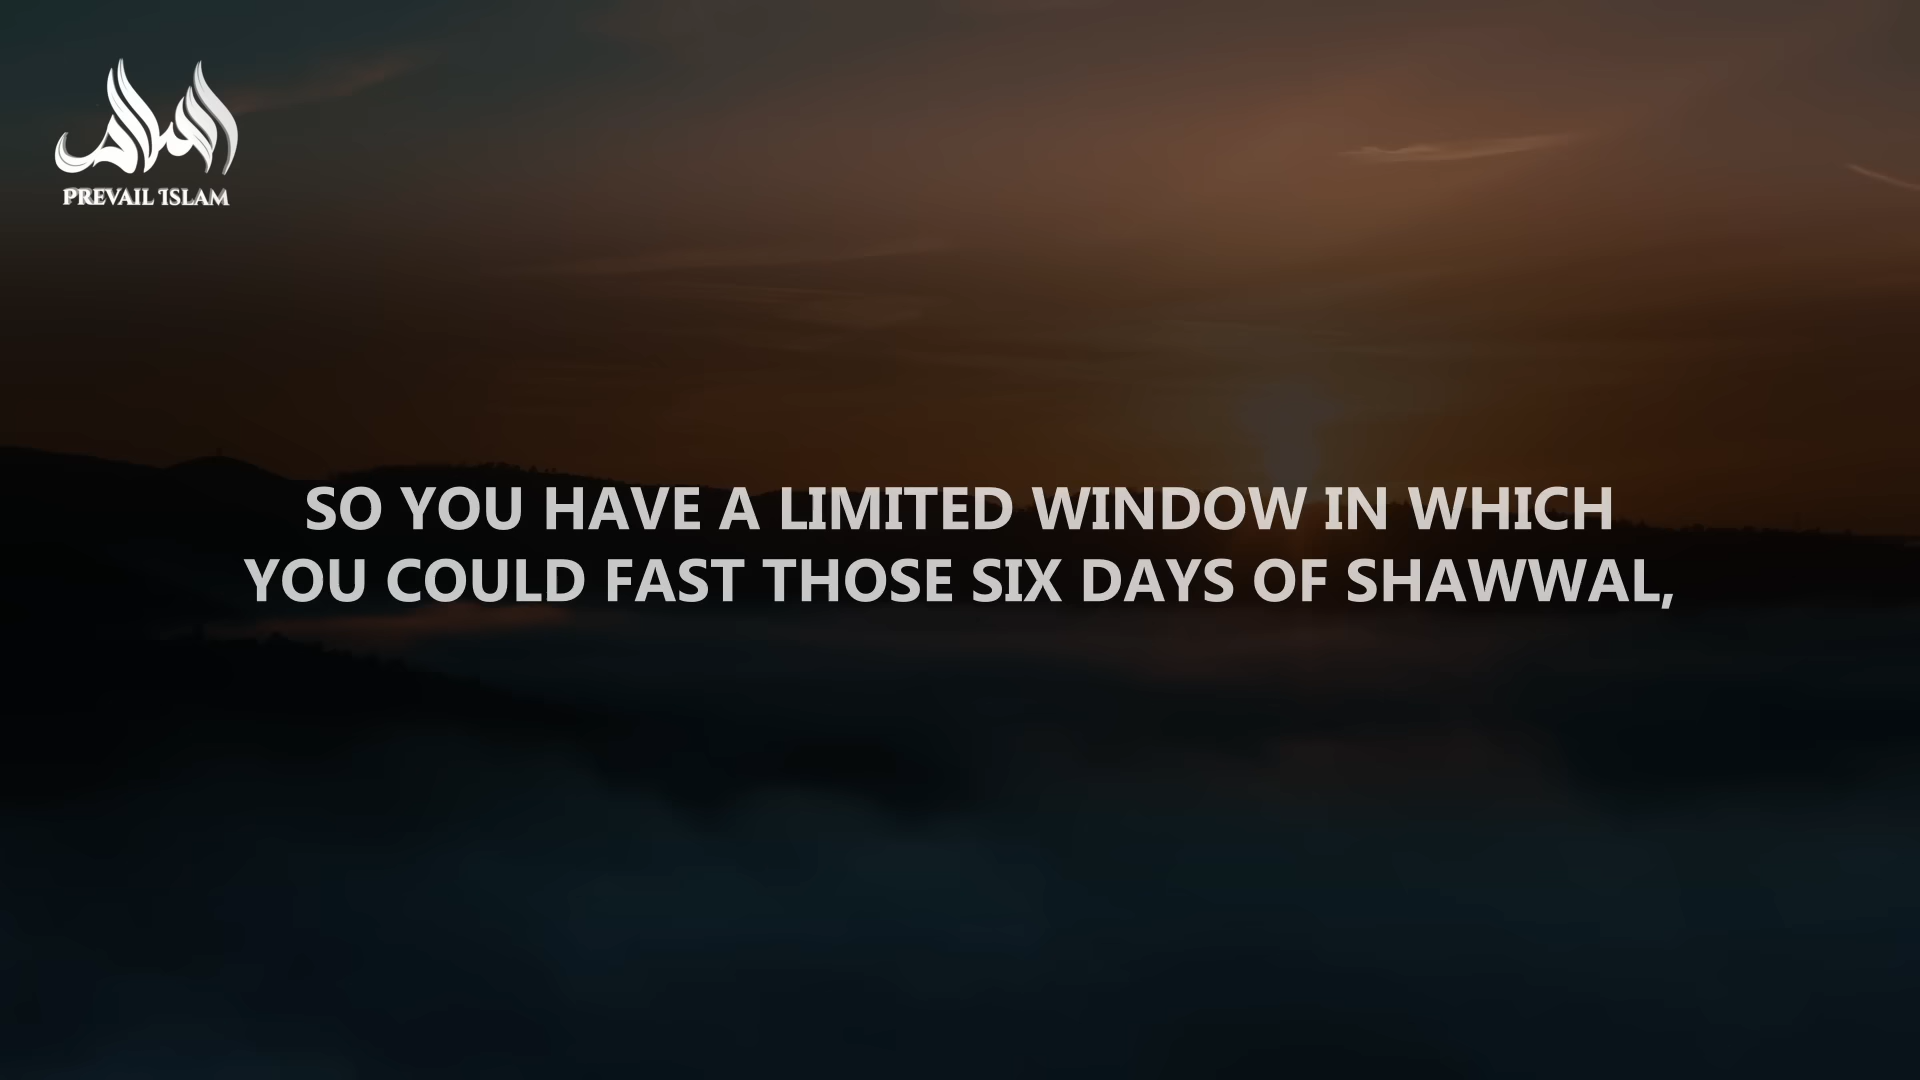 PREVAIL ISLAM
SO YOU HAVE A LIMITED WINDOW IN WHICH
YOU COULD FAST THOSE SIX DAYS OF SHAWWAL,